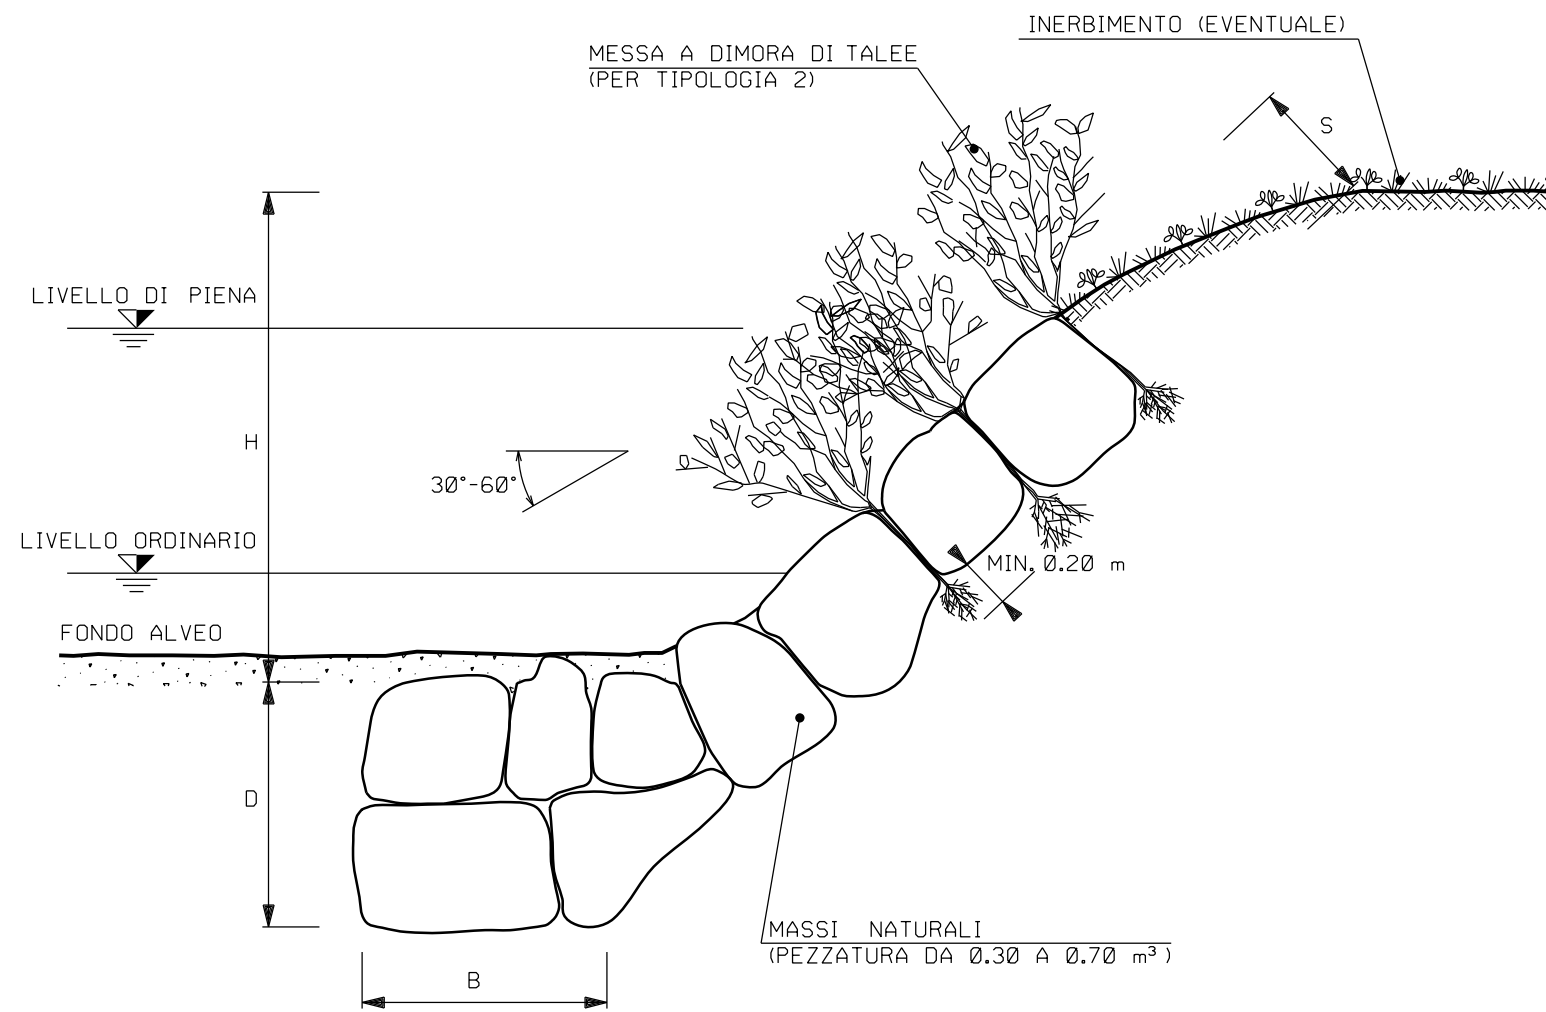 INERBIMENTO (EVENTUALE)
MESSA A DIMORA DI TALEE
(PER TIPOLOGIA 2)
S
LIVELLO DI PIENA
H
30°-60°
LIVELLO ORDINARIO
MIN. 0.20 m
FONDO ALVEO
D
MASSI NATURALI
(PEZZATURA DA 0.30 A 0.70 m³)
B